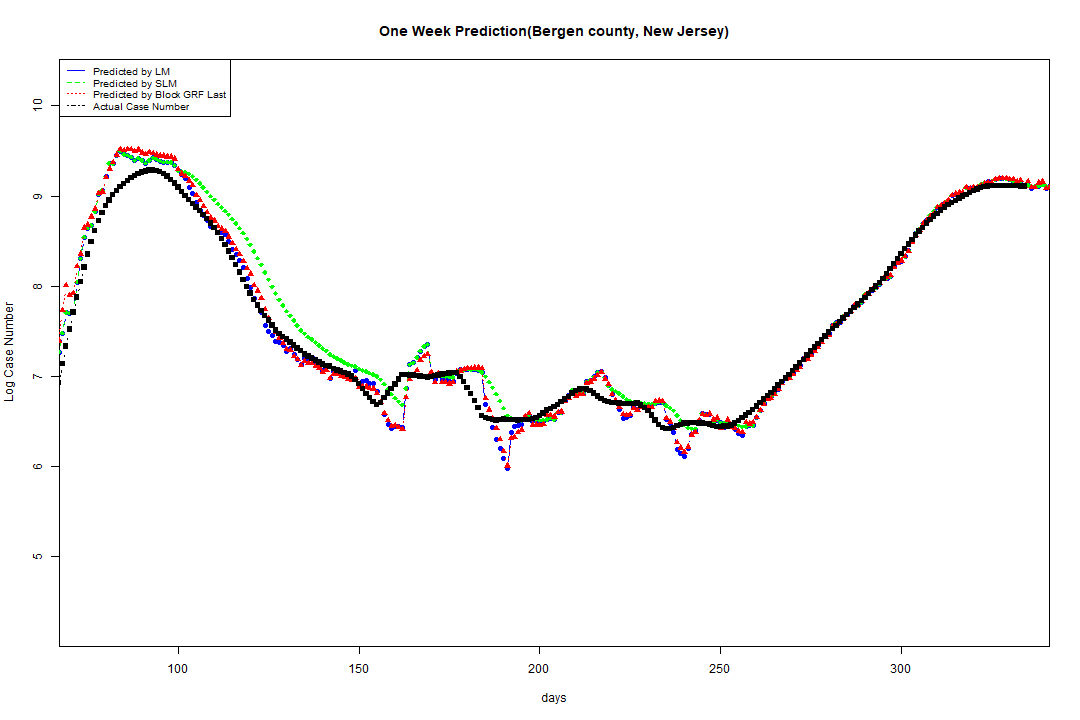 One Week Prediction(Bergen county, New Jersey)
Predicted by LM
Predicted by SLM
Predicted by Block GRF Last
Actual Case Number
10
9
8
7
6
5
Log Case Number
100 150 200 250 300
days